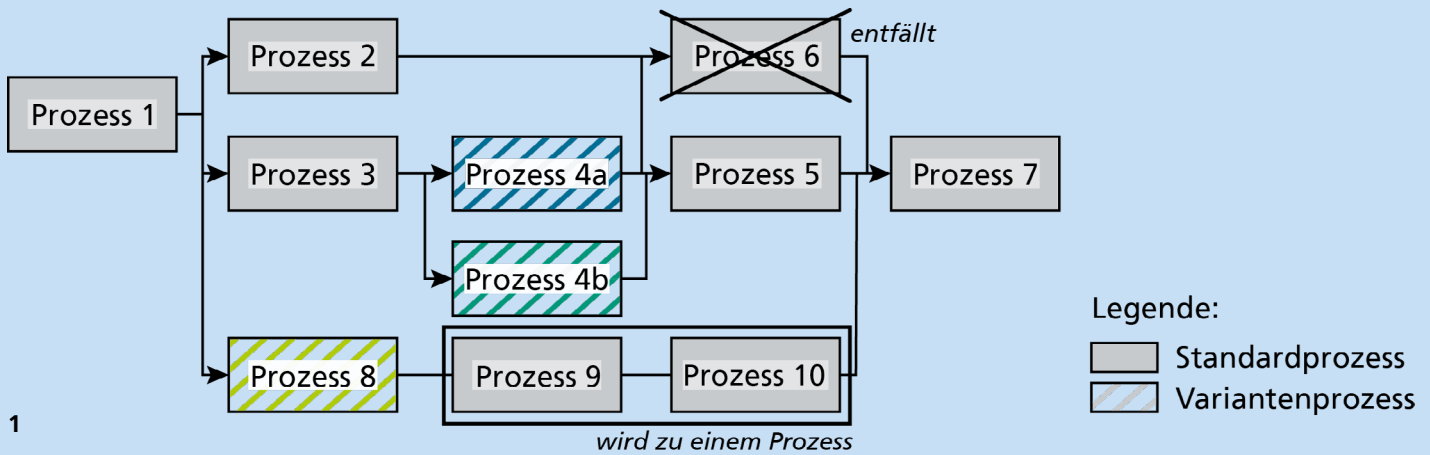 Prozess 1
Prozess 2
Prozess 6
entfällt
Prozess 3
Prozess 4a
Prozess 5
Prozess 7
Prozess 4b
Prozess 8
Prozess 9
Prozess 10
wird zu einem Prozess
Legende:
Standardprozess
Variantenprozess
1